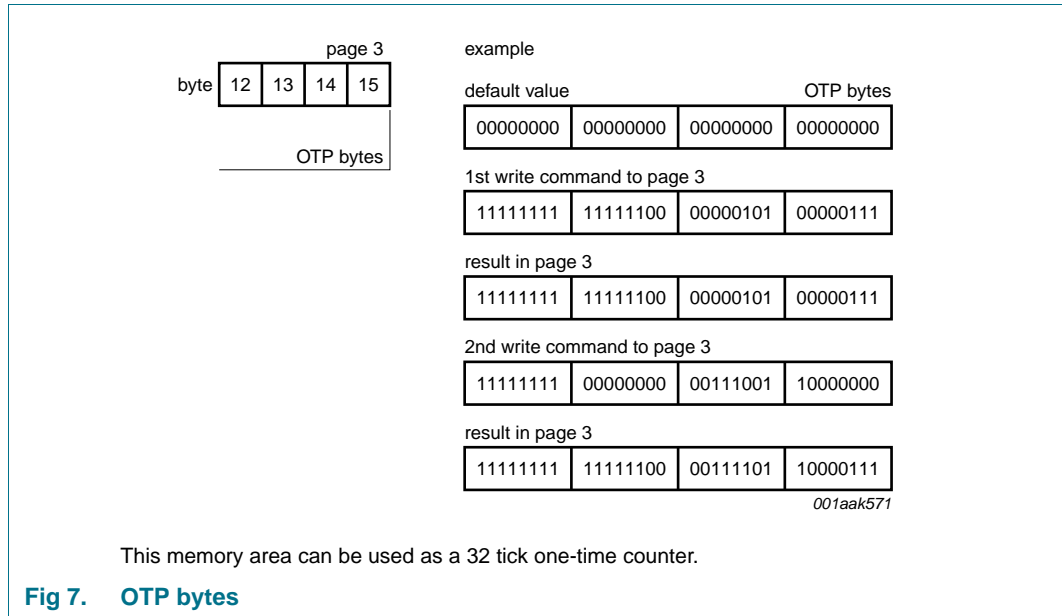 page 3
byte 12 13 14 15
OTP bytes
example
default value OTP bytes
00000000 00000000 00000000 00000000
1st write command to page 3
11111111 11111100 00000101 00000111
result in page 3
11111111 11111100 00000101 00000111
2nd write command to page 3
11111111 00000000 00111001 10000000
result in page 3
11111111 11111100 00111101 10000111
001aak571
This memory area can be used as a 32 tick one-time counter.
Fig 7. OTP bytes